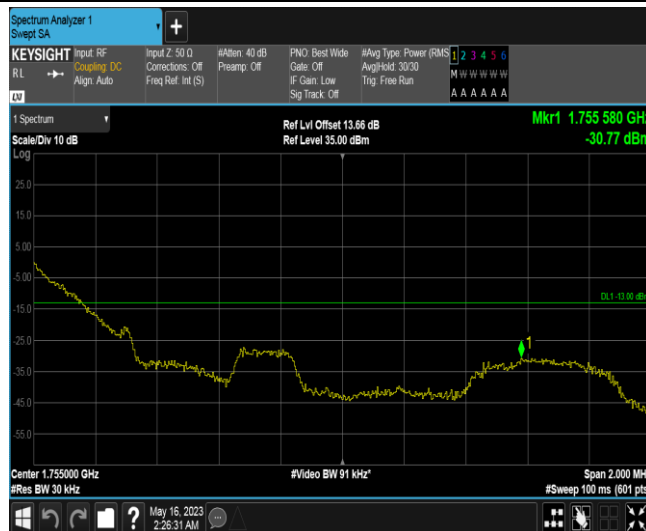 Spectrum Analyzer 1
Swept SA
KEYSIGHT
RL
Input: RF
Coupling: DC
Align: Auto
Input Z: 50 Ω
Corrections: Off
Freq Ref: Int (S)
#Atten: 40 dB
Preamp: Off
PNO: Best Wide
Gate: Off
IF Gain: Low
Sig Track: Off
#Avg Type: Power (RMS
Avg|Hold: 30/30
Trig: Free Run
1 2 3 4 5 6
M W W W W W
A A A A A A
1 Spectrum
Scale/Div 10 dB
Log
Ref Lvl Offset 13.66 dB
Ref Level 35.00 dBm
Mkr1 1.755 580 GHz
-30.77 dBm
25.0
15.0
5.00
-5.00
-15.0
-25.0
-35.0
-45.0
-55.0
DL1 -13.00 dBm
1
Center 1.755000 GHz
#Res BW 30 kHz
#Video BW 91 kHz*
Span 2.000 MH
#Sweep 100 ms (601 pts
?
May 16, 2023
2:26:31 AM